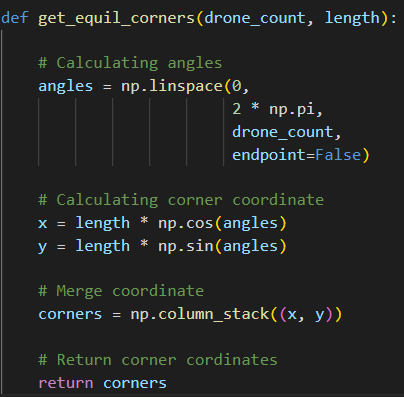 def get_equil_corners(drone_count, length):
# Calculating angles
angles = np.linspace(0,
2 * np.pi,
drone_count,
endpoint=False)
# Calculating corner coordinate
x = length * np.cos(angles)
y = length * np.sin(angles)
# Merge coordinate
corners = np.column_stack((x, y))
# Return corner cordinates
return corners